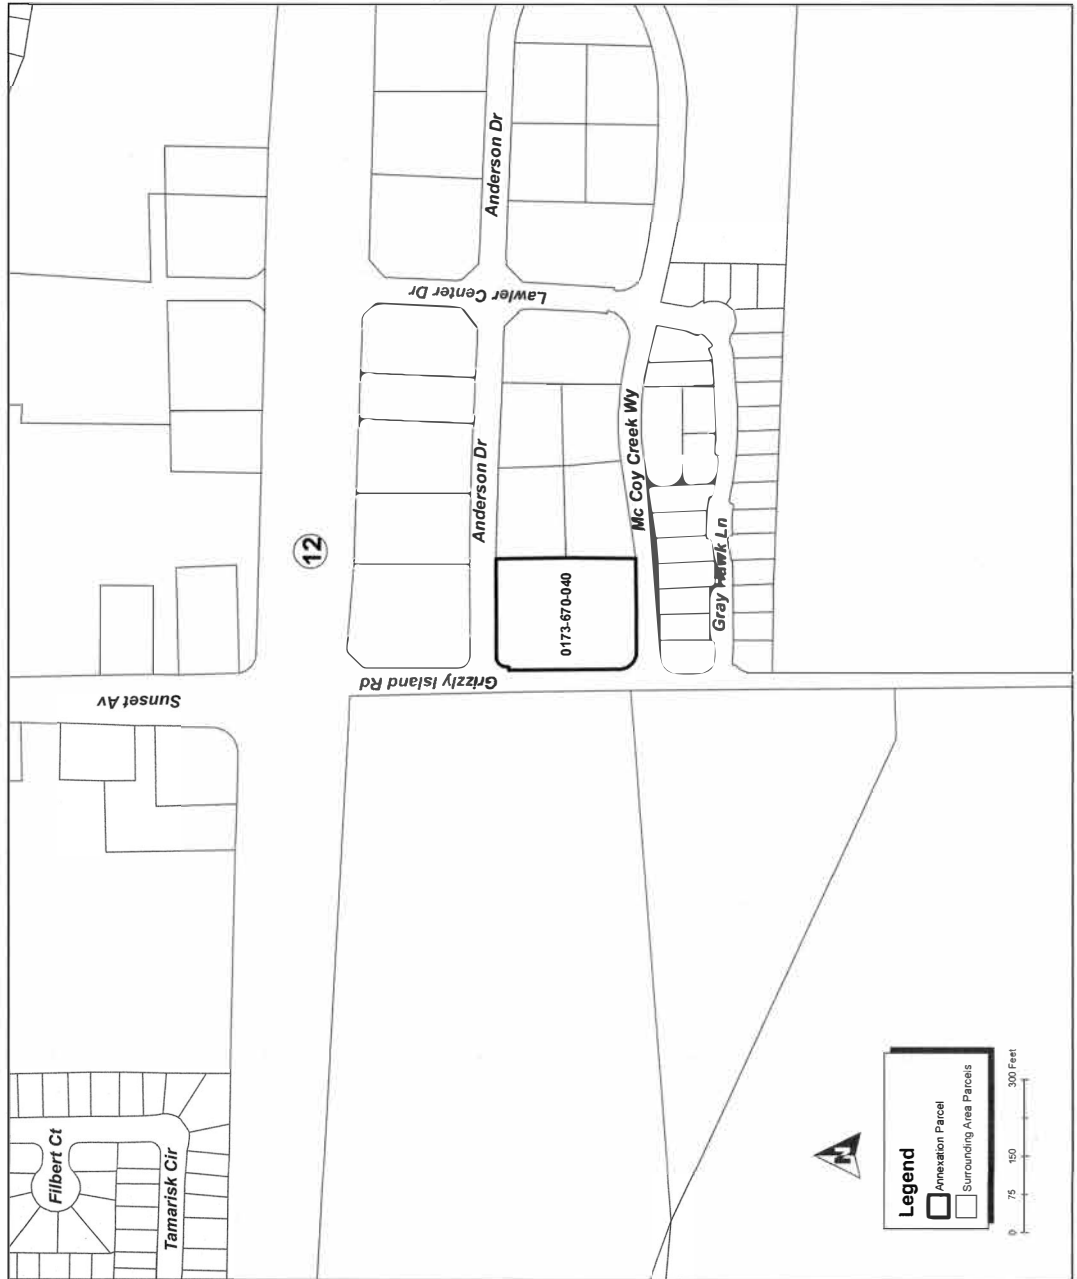 Sunset Av
12
Grizzly Island Rd
Anderson Dr
Anderson Dr
Lawler Center Dr
Mc Coy Creek Wy
Gray Hawk Ln
0173-670-040
Filbert Ct
Tamarisk Cir
N
Legend
Annexation Parcel
Surrounding Area Parcels
0 75 150 300 Feet